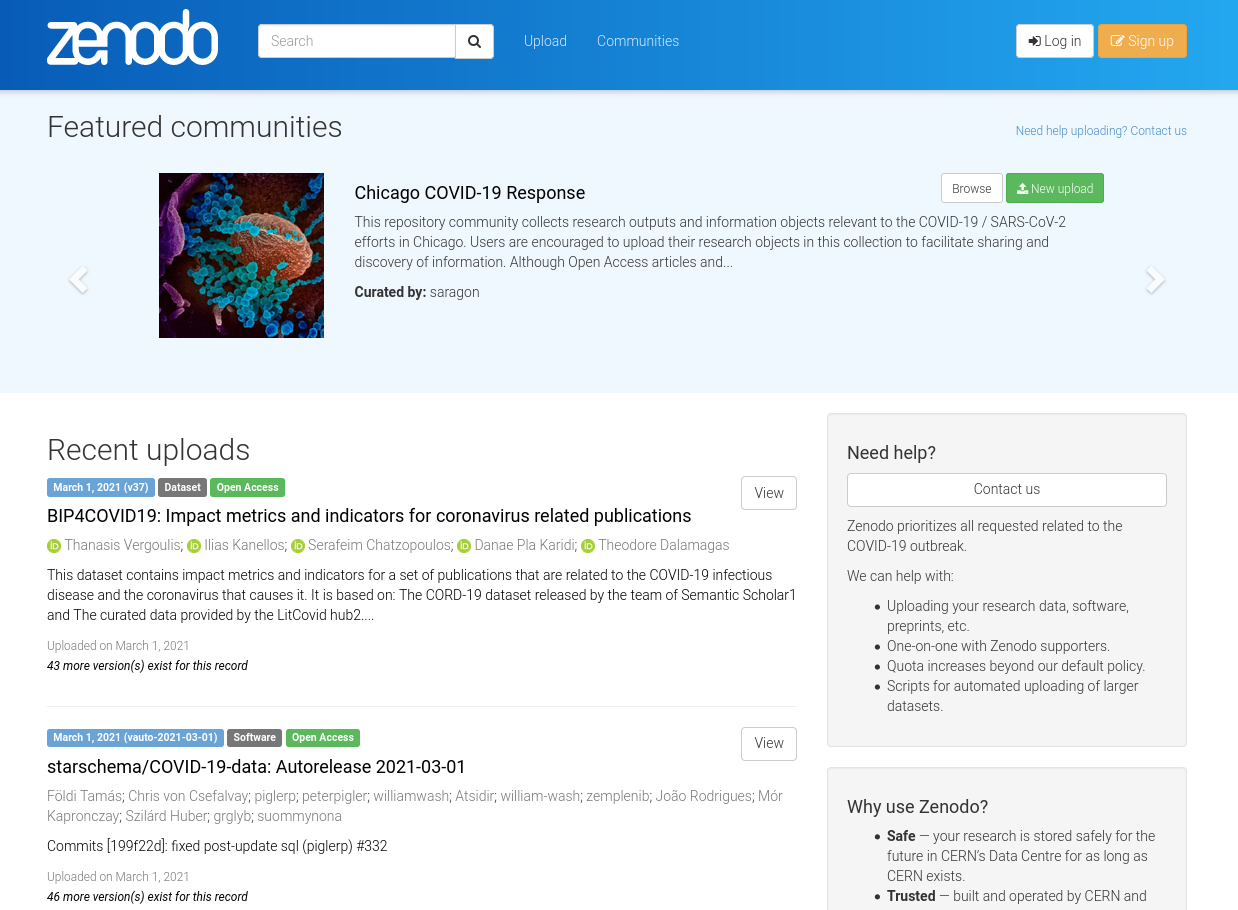 zenodo
Search
Upload
Communities
Log in
Sign up
Featured communities
Need help uploading? Contact us
Chicago COVID-19 Response
Browse
New upload
This repository community collects research outputs and information objects relevant to the COVID-19 / SARS-CoV-2
efforts in Chicago. Users are encouraged to upload their research objects in this collection to facilitate sharing and
discovery of information. Although Open Access articles and...
Curated by: saragon
Recent uploads
March 1, 2021 (v37) Dataset Open Access
View
BIP4COVID19: Impact metrics and indicators for coronavirus related publications
iD Thanasis Vergoulis; iD Ilias Kanellos; iD Serafeim Chatzopoulos; iD Danae Pla Karidi; iD Theodore Dalamagas
This dataset contains impact metrics and indicators for a set of publications that are related to the COVID-19 infectious
disease and the coronavirus that causes it. It is based on: The CORD-19 dataset released by the team of Semantic Scholar1
and The curated data provided by the LitCovid hub2....
Uploaded on March 1, 2021
43 more version(s) exist for this record
March 1, 2021 (vauto-2021-03-01) Software Open Access
View
starschema/COVID-19-data: Autorelease 2021-03-01
Földi Tamás; Chris von Csefalvay; piglerp; peterpigler; williamwash; Atsidir; william-wash; zemplenib; João Rodrigues; Mór
Kapronczay; Szilárd Huber; grglyb; suommynona
Commits [199f22d]: fixed post-update sql (piglerp) #332
Uploaded on March 1, 2021
46 more version(s) exist for this record
Need help?
Contact us
Zenodo prioritizes all requested related to the
COVID-19 outbreak.
We can help with:
Uploading your research data, software,
preprints, etc.
One-on-one with Zenodo supporters.
Quota increases beyond our default policy.
Scripts for automated uploading of larger
datasets.
Why use Zenodo?
Safe — your research is stored safely for the
future in CERN's Data Centre for as long as
CERN exists.
Trusted — built and operated by CERN and